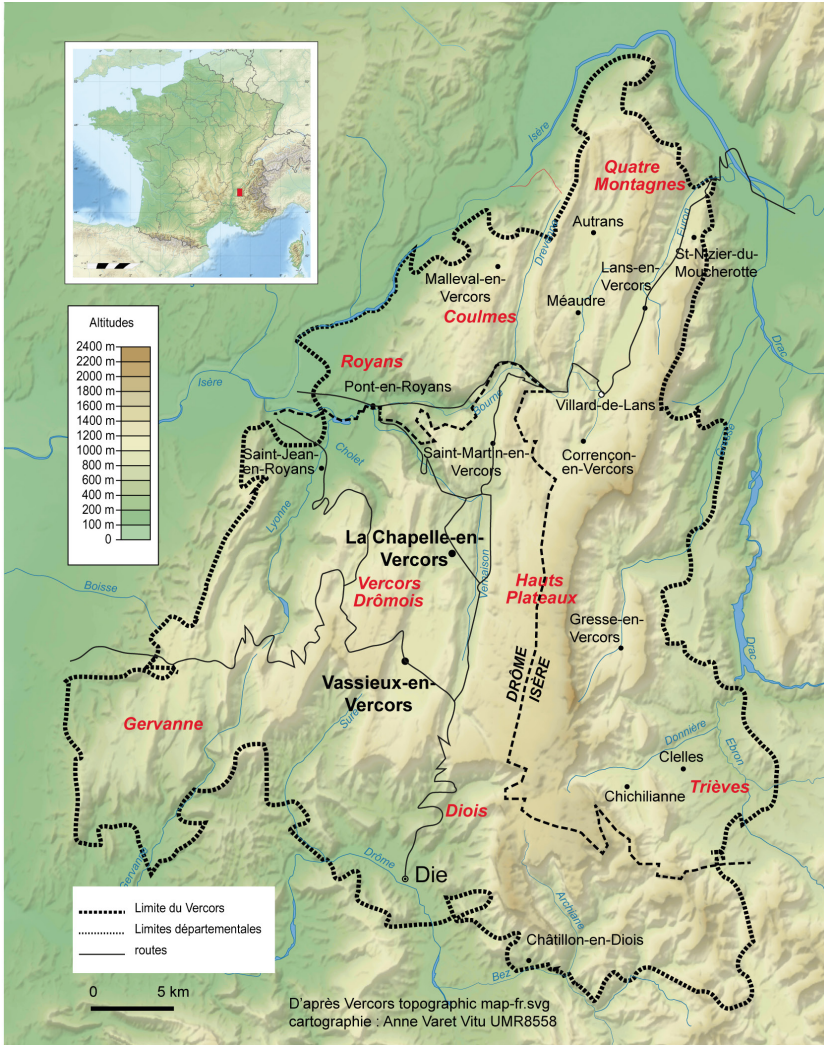 Isère
Quatre
Montagnes
Autrans
Furon
St-Nizier-du-
Moucherotte
Drevenne
Lans-en-
Vercors
Malleval-en-
Vercors
Méaudre
Coulmes
Drac
Altitudes
2400 m
2200 m
2000 m
1800 m
1600 m
1400 m
1200 m
1000 m
800 m
600 m
400 m
200 m
100 m
0
Royans
Isère
Pont-en-Royans
Bourne
Villard-de-Lans
Saint-Jean-
en-Royans
Cholet
Saint-Martin-en-
Vercors
Corrençon-
en-Vercors
Gresse
Lyonne
La Chapelle-en-
Vercors
Vernaison
Boisse
Vercors
Drômois
Hauts
Plateaux
Gresse-en-
Vercors
Drac
DRÔME
ISÈRE
Vassieux-en-
Vercors
Gervanne
Sure
Donnière
Ebron
Clelles
Chichilianne
Trièves
Diois
Gervanne
Drôme
Die
Archiane
Châtillon-en-Diois
Bez
Limite du Vercors
Limites départementales
routes
0 5 km
D'après Vercors topographic map-fr.svg
cartographie : Anne Varet Vitu UMR8558